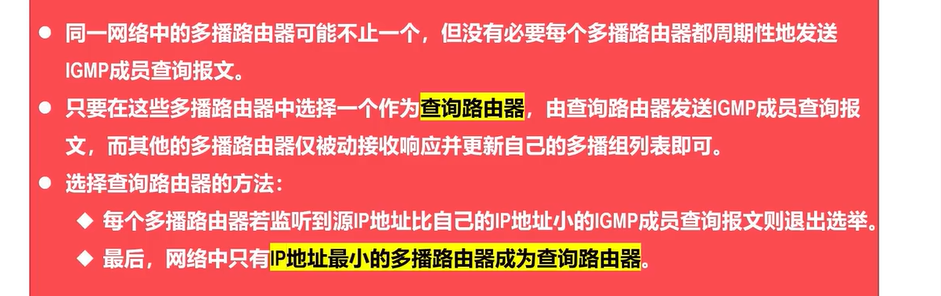 ● 同一网络中的多播路由器可能不止一个，但没有必要每个多播路由器都周期性地发送
IGMP成员查询报文。
● 只要在这些多播路由器中选择一个作为查询路由器，由查询路由器发送IGMP成员查询报
文，而其他的多播路由器仅被动接收响应并更新自己的多播组列表即可。
● 选择查询路由器的方法：
◆ 每个多播路由器若监听到源IP地址比自己的IP地址小的IGMP成员查询报文则退出选举。
◆ 最后，网络中只有IP地址最小的多播路由器成为查询路由器。